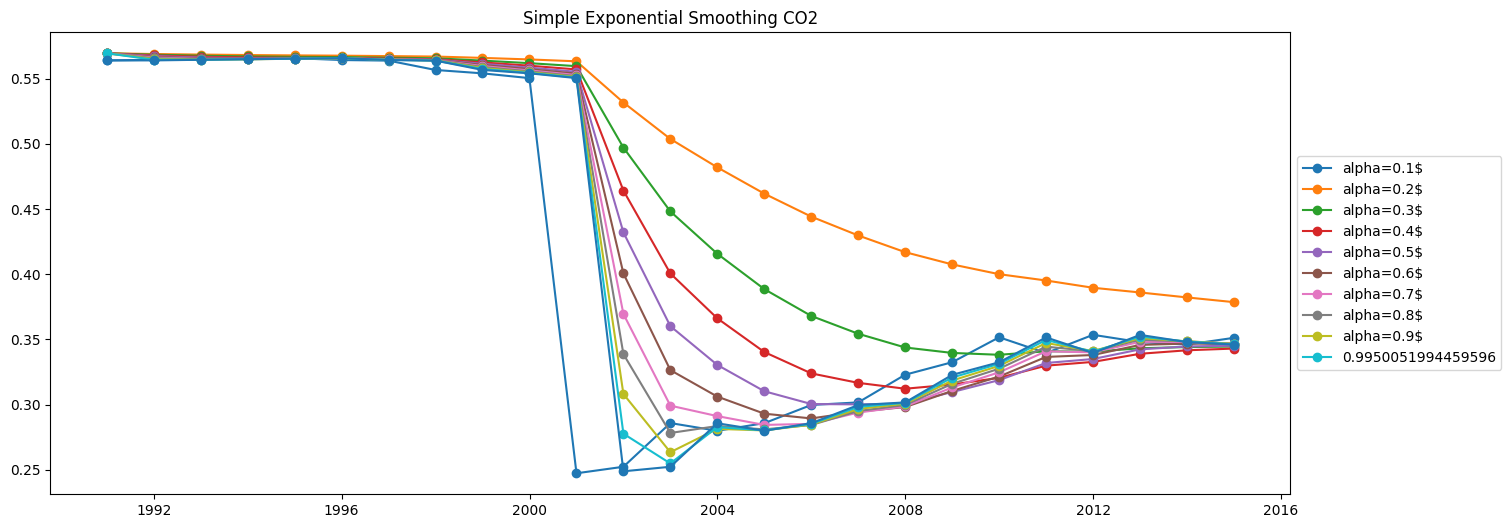 Simple Exponential Smoothing CO2
0.55
0.50
0.45
0.40
0.35
0.30
0.25
1992 1996 2000 2004 2008 2012 2016
alpha=0.1$
alpha=0.2$
alpha=0.3$
alpha=0.4$
alpha=0.5$
alpha=0.6$
alpha=0.7$
alpha=0.8$
alpha=0.9$
0.9950051994459596